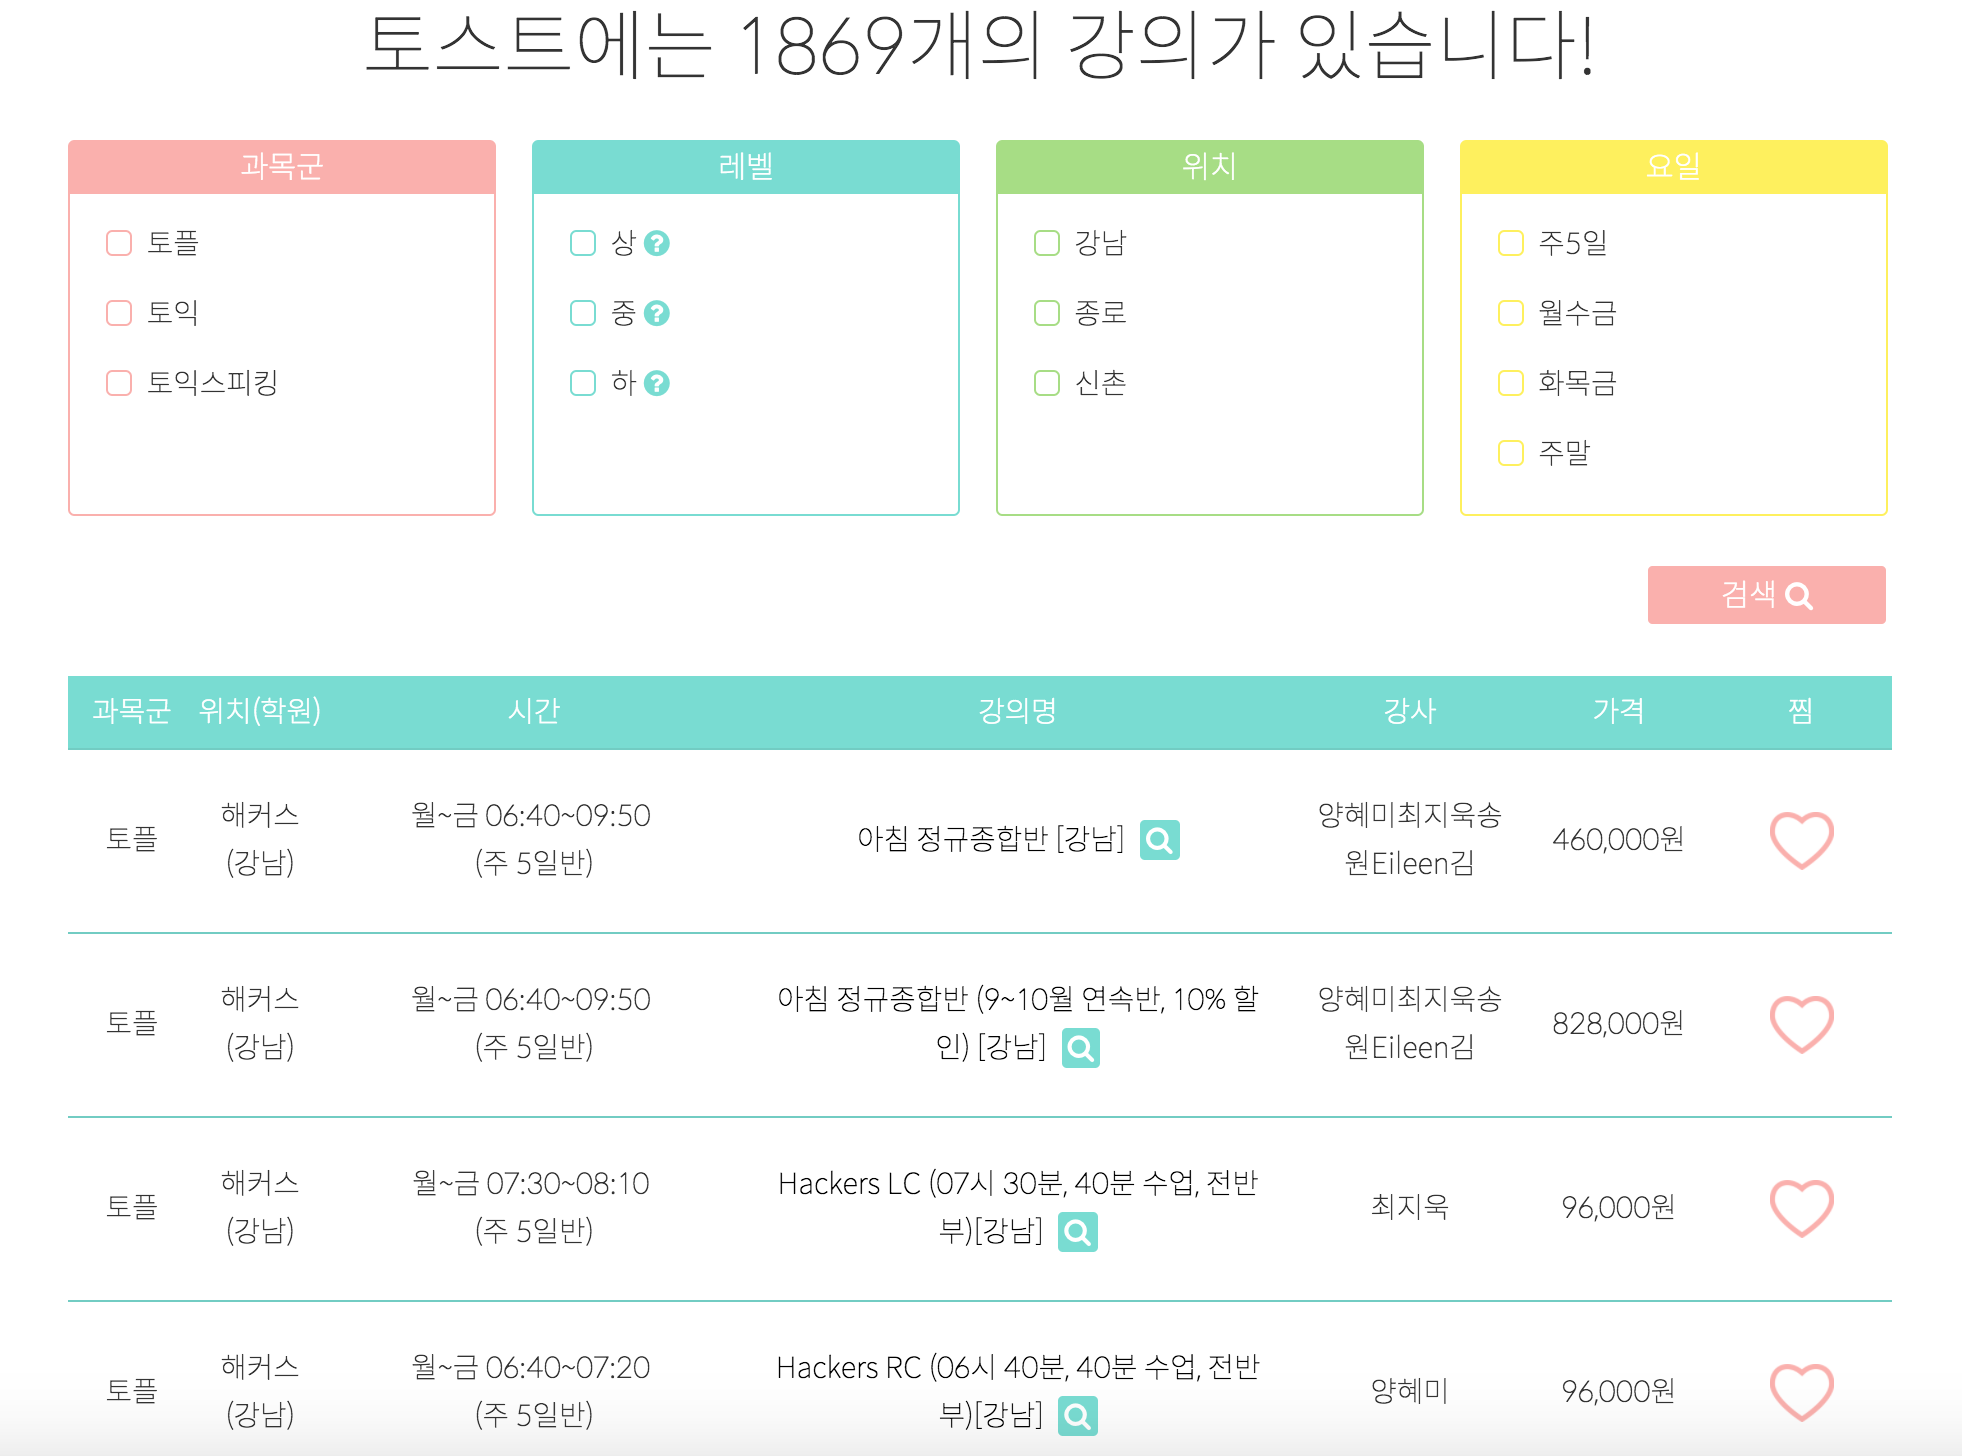 토스트에는 1869개의 강의가 있습니다!
과목군
토플
토익
토익스피킹
레벨
상 ?
중 ?
하 ?
위치
강남
종로
신촌
요일
주5일
월수금
화목금
주말
검색
과목군 위치(학원) 시간 강의명 강사 가격 찜
토플
해커스
(강남)
월~금 06:40~09:50
(주 5일반)
아침 정규종합반 [강남]
양혜미최지욱송
원Eileen김
460,000원
토플
해커스
(강남)
월~금 06:40~09:50
(주 5일반)
아침 정규종합반 (9~10월 연속반, 10% 할
인) [강남]
양혜미최지욱송
원Eileen김
828,000원
토플
해커스
(강남)
월~금 07:30~08:10
(주 5일반)
Hackers LC (07시 30분, 40분 수업, 전반
부)[강남]
최지욱
96,000원
토플
해커스
(강남)
월~금 06:40~07:20
(주 5일반)
Hackers RC (06시 40분, 40분 수업, 전반
부)[강남]
양혜미
96,000원